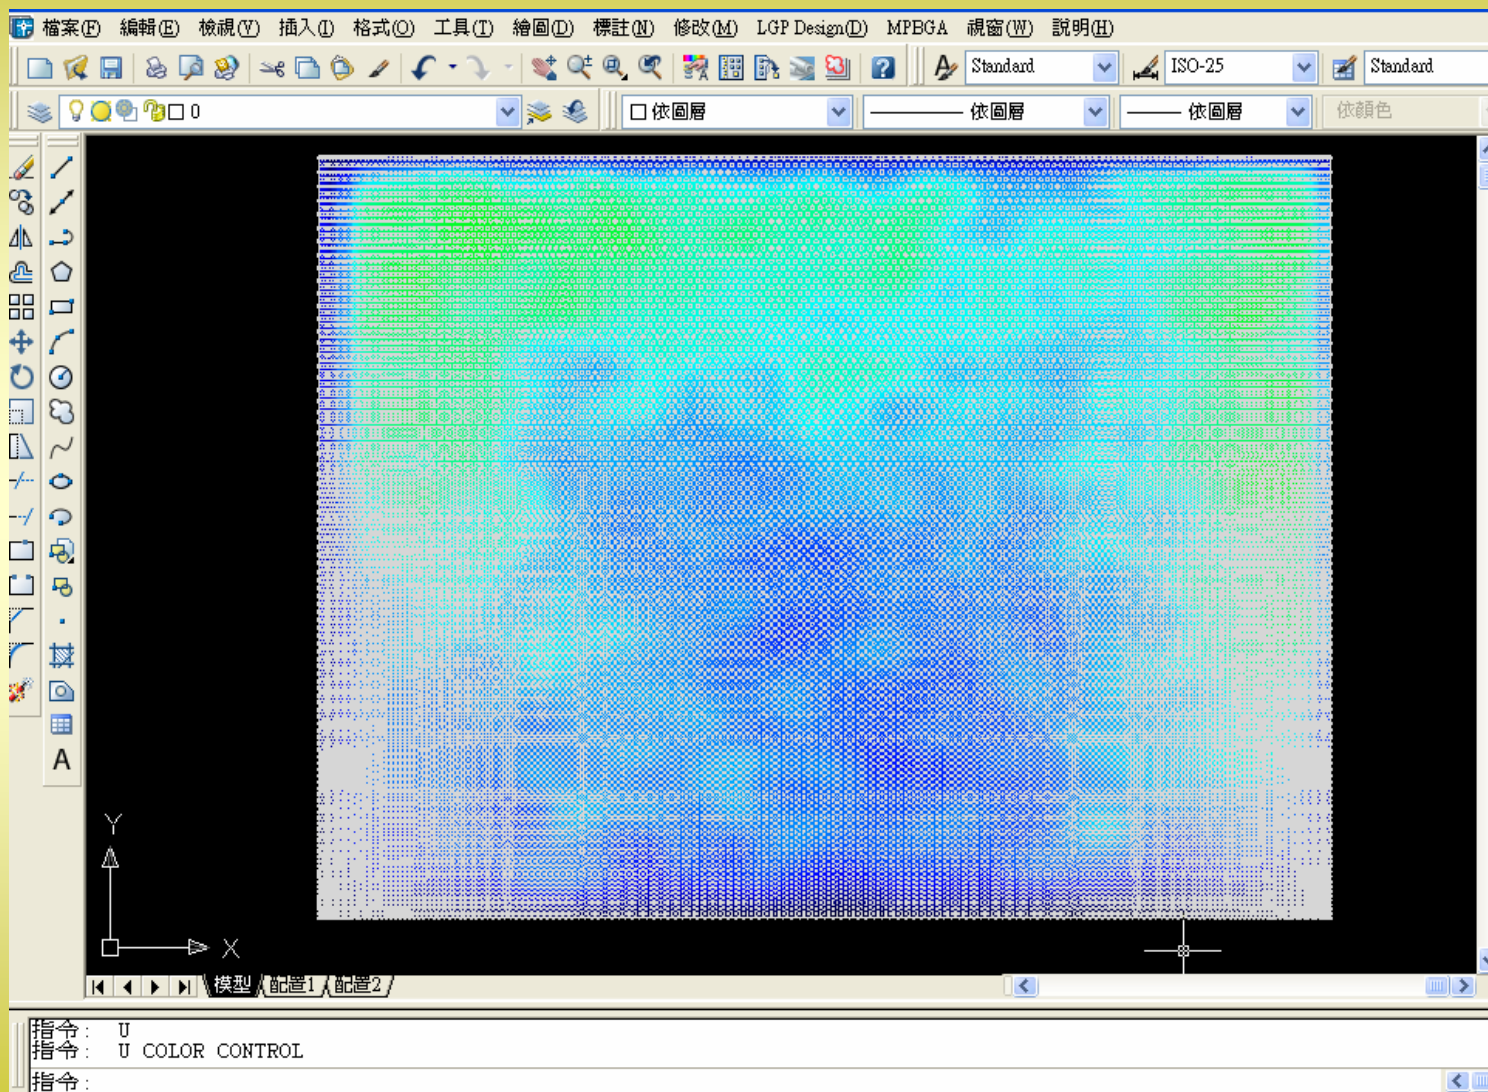 檔案(F) 編輯(E) 檢視(V) 插入(I) 格式(O) 工具(T) 繪圖(D) 標註(N) 修改(M) LGP Design(D) MPBGA 視窗(W) 説明(H)
Standard ISO-25 Standard
0 依圖層 依圖層 依圖層 依顏色
A
Y
X
模型 配置1 配置2
指令: U
指令: U COLOR CONTROL
指令: